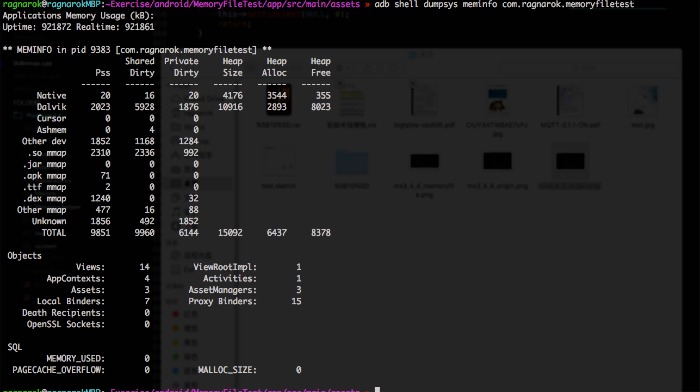 ragnarok@ragnarokMBP:~Exercise/android/MemoryFileTest/app/src/main/assets » adb shell dumpsys meminfo com.ragnarok.memoryfiletest
Applications Memory Usage (kB):
Uptime: 921872 Realtime: 921861
** MEMINFO in pid 9383 [com.ragnarok.memoryfiletest] **
Shared Private Heap Heap Heap
Pss Dirty Dirty Size Alloc Free
------ ------ ------ ------ ------ ------
Native 20 16 20 4176 3544 355
Dalvik 2023 5928 1876 10916 2893 8023
Cursor 0 0 0
Ashmem 0 4 0
Other dev 1852 1168 1284
.so mmap 2310 2336 992
.jar mmap 0 0 0
.apk mmap 71 0 0
.ttf mmap 2 0 0
.dex mmap 1240 0 32
Other mmap 477 16 88
Unknown 1856 492 1852
TOTAL 9851 9960 6144 15092 6437 8378
Objects
Views: 14 ViewRootImpl: 1
AppContexts: 4 Activities: 1
Assets: 3 AssetManagers: 3
Local Binders: 7 Proxy Binders: 15
Death Recipients: 0
OpenSSL Sockets: 0
SQL
MEMORY_USED: 0
PAGECACHE_OVERFLOW: 0 MALLOC_SIZE: 0
ragnarok@ragnarokMBP:~Exercise/android/MemoryFileTest/app/src/main/assets »